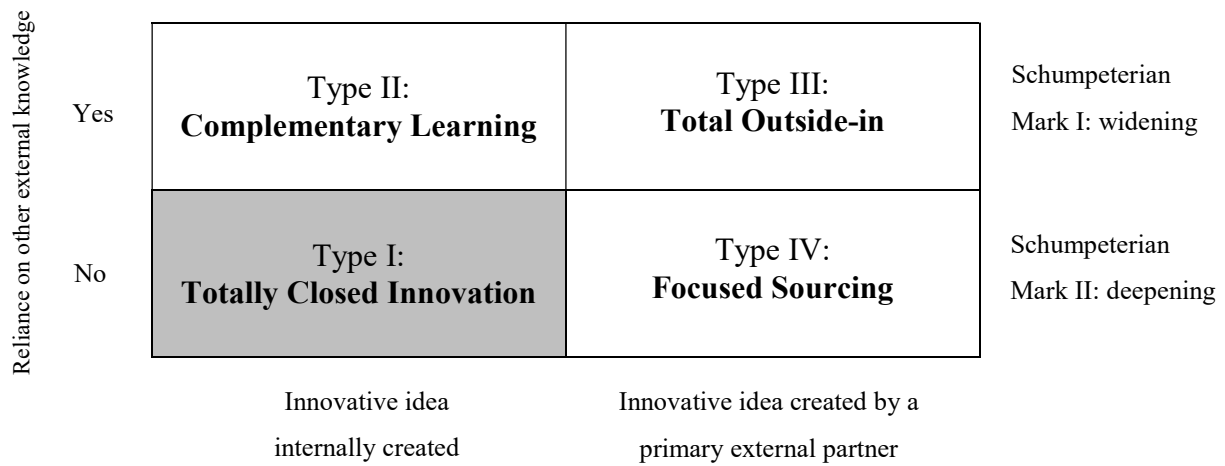 Reliance on other external knowledge
Yes
Type II:
Complementary Learning
Type III:
Total Outside-in
Schumpeterian
Mark I: widening
No
Type I:
Totally Closed Innovation
Type IV:
Focused Sourcing
Schumpeterian
Mark II: deepening
Innovative idea
internally created
Innovative idea created by a
primary external partner